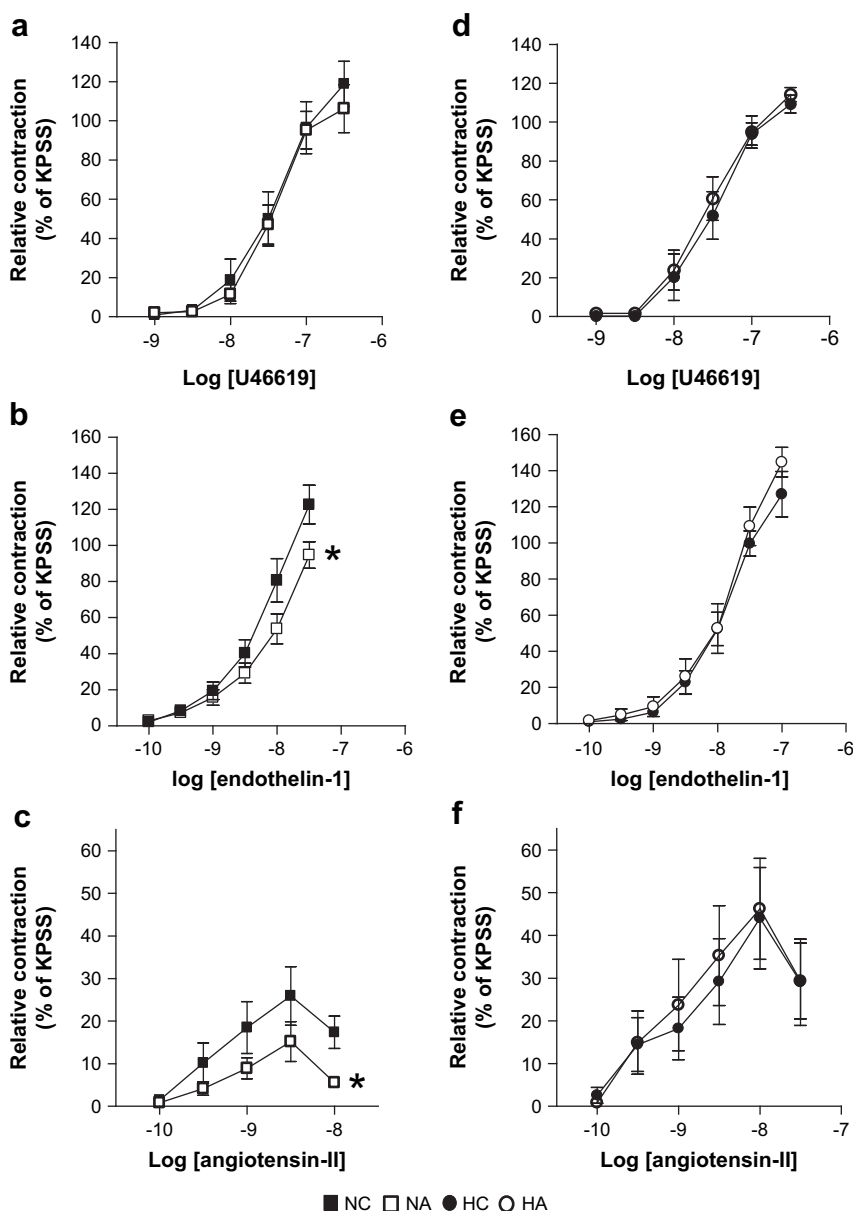 a
Relative contraction
(% of KPSS)
140
120
100
80
60
40
20
0
-9 -8 -7 -6
Log [U46619]
d
Relative contraction
(% of KPSS)
140
120
100
80
60
40
20
0
-9 -8 -7 -6
Log [U46619]
b
Relative contraction
(% of KPSS)
160
140
120
100
80
60
40
20
0
*
-10 -9 -8 -7 -6
log [endothelin-1]
e
Relative contraction
(% of KPSS)
160
140
120
100
80
60
40
20
0
-10 -9 -8 -7 -6
log [endothelin-1]
c
Relative contraction
(% of KPSS)
60
50
40
30
20
10
0
*
-10 -9 -8
Log [angiotensin-II]
f
Relative contraction
(% of KPSS)
60
50
40
30
20
10
0
-10 -9 -8 -7
Log [angiotensin-II]
NC NA HC HA